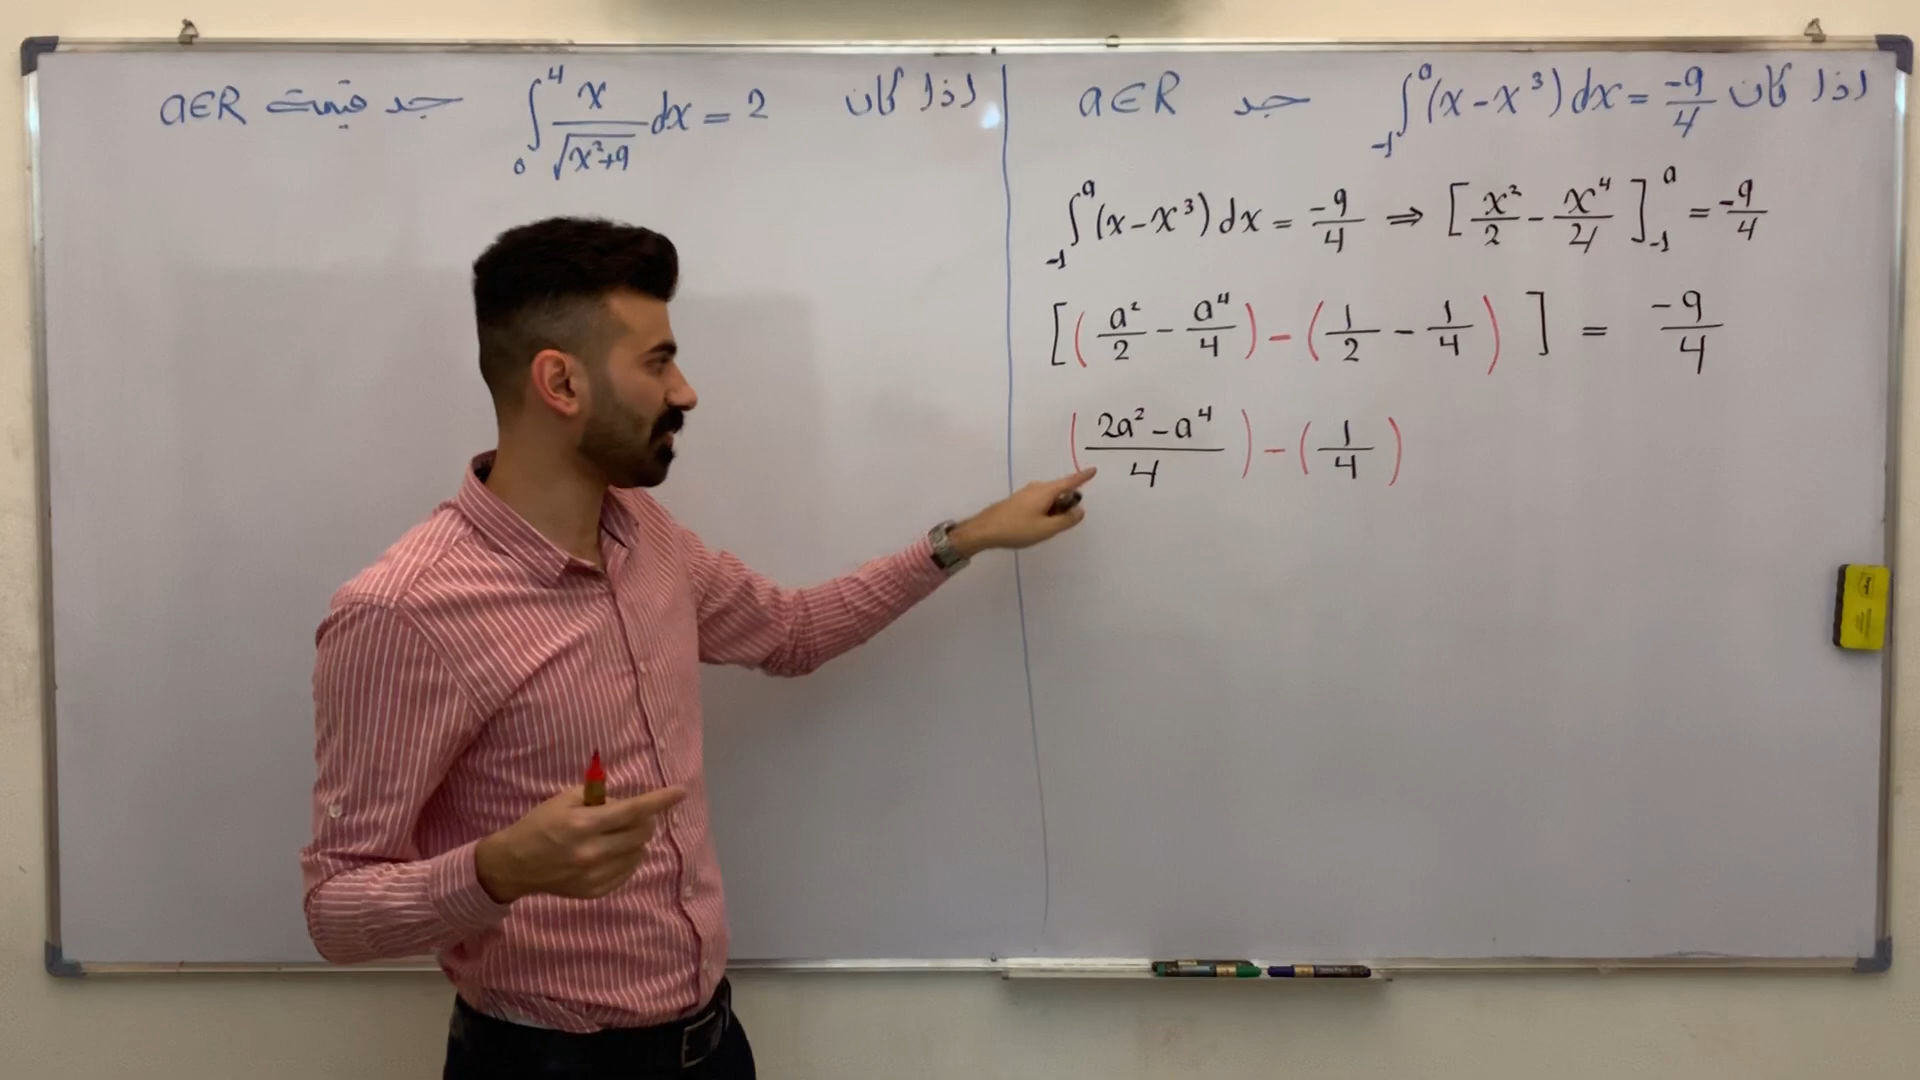 اذا كان ∫₋₁ᵃ (x-x³) dx = -9/4 جد a∈R
∫₋₁ᵃ (x-x³) dx = -9/4 ⇒ [x²/2 - x⁴/4]₋₁ᵃ = -9/4
[(a²/2 - a⁴/4) - (1/2 - 1/4)] = -9/4
((2a²-a⁴)/4) - (1/4)
اذا كان ∫₀⁴ x/√(x²+9) dx = 2 جد قيمت a∈R